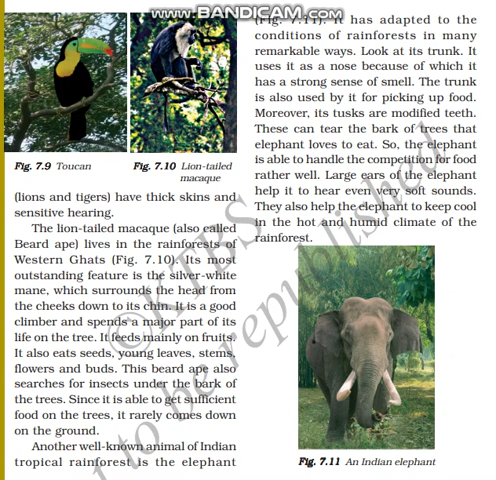 www.BANDICAM.com
Fig. 7.9 Toucan
Fig. 7.10 Lion-tailed
macaque
(lions and tigers) have thick skins and
sensitive hearing.
The lion-tailed macaque (also called
Beard ape) lives in the rainforests of
Western Ghats (Fig. 7.10). Its most
outstanding feature is the silver-white
mane, which surrounds the head from
the cheeks down to its chin. It is a good
climber and spends a major part of its
life on the tree. It feeds mainly on fruits.
It also eats seeds, young leaves, stems,
flowers and buds. This beard ape also
searches for insects under the bark of
the trees. Since it is able to get sufficient
food on the trees, it rarely comes down
on the ground.
Another well-known animal of Indian
tropical rainforest is the elephant
(Fig. 7.11). It has adapted to the
conditions of rainforests in many
remarkable ways. Look at its trunk. It
uses it as a nose because of which it
has a strong sense of smell. The trunk
is also used by it for picking up food.
Moreover, its tusks are modified teeth.
These can tear the bark of trees that
elephant loves to eat. So, the elephant
is able to handle the competition for food
rather well. Large ears of the elephant
help it to hear even very soft sounds.
They also help the elephant to keep cool
in the hot and humid climate of the
rainforest.
Fig. 7.11 An Indian elephant
©KTBS
to be republished